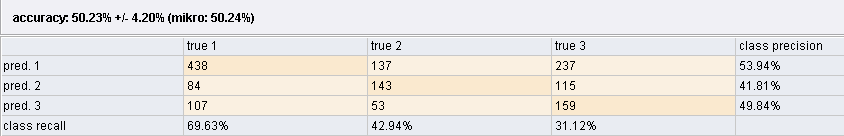 accuracy: 50.23% +/- 4.20% (mikro: 50.24%)
true 1 true 2 true 3 class precision
pred. 1 438 137 237 53.94%
pred. 2 84 143 115 41.81%
pred. 3 107 53 159 49.84%
class recall 69.63% 42.94% 31.12%